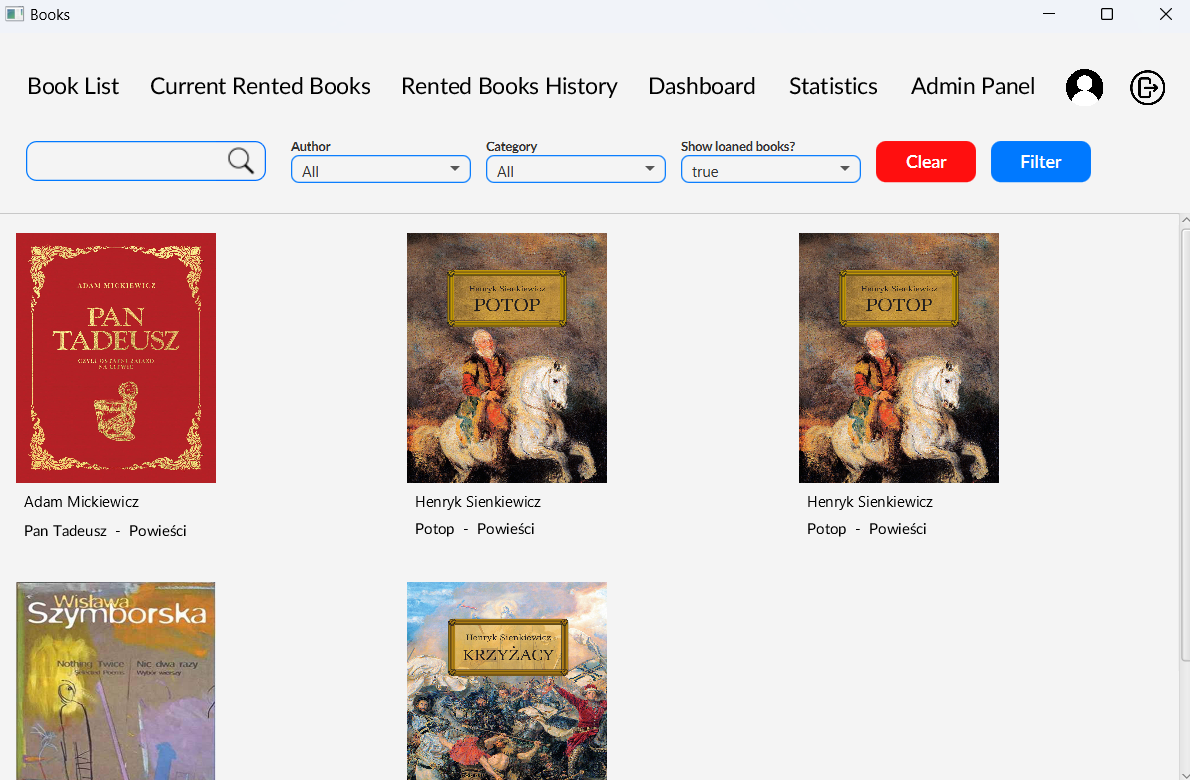 Books
Book List Current Rented Books Rented Books History Dashboard Statistics Admin Panel
Author Category Show loaned books?
All All true Clear Filter
ADAM MICKIEWICZ
PAN
TADEUSZ
CZYLI OSTATNI ZAJAZD
NA LITWIE
Adam Mickiewicz
Pan Tadeusz - Powieści
Henryk Sienkiewicz
POTOP
Henryk Sienkiewicz
Potop - Powieści
Henryk Sienkiewicz
POTOP
Henryk Sienkiewicz
Potop - Powieści
Wisława
Szymborska
Nothing Twice Nic dwa razy
Selected Poems Wybór wierszy
Henryk Sienkiewicz
KRZYŻACY